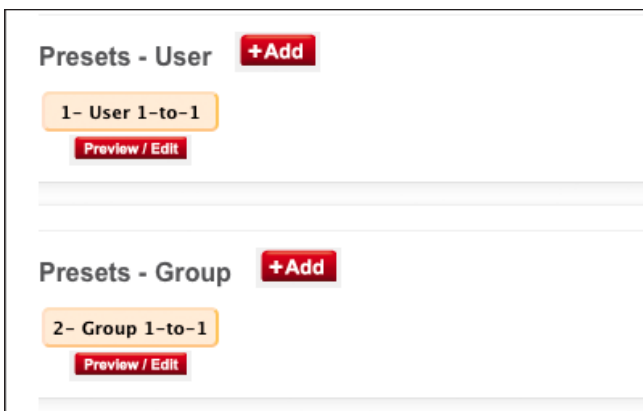 Presets - User +Add
1- User 1-to-1
Preview / Edit
Presets - Group +Add
2- Group 1-to-1
Preview / Edit